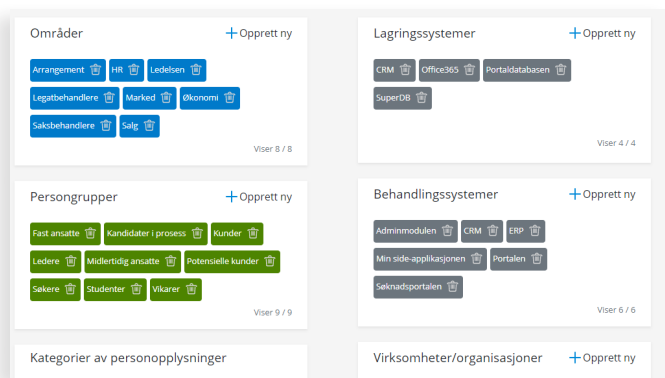 Områder
Opprett ny
Arrangement HR Ledelsen
Legatbehandlere Marked Økonomi
Saksbehandlere Salg
Viser 8 / 8
Lagringssystemer
Opprett ny
CRM Office365 Portaldatabasen
SuperDB
Viser 4 / 4
Persongrupper
Opprett ny
Fast ansatte Kandidater i prosess Kunder
Ledere Midlertidig ansatte Potensielle kunder
Søkere Studenter Vikarer
Viser 9 / 9
Behandlingssystemer
Opprett ny
Adminmodulen CRM ERP
Min side-applikasjonen Portalen
Søknadsportalen
Viser 6 / 6
Kategorier av personopplysninger
Virksomheter/organisasjoner
Opprett ny